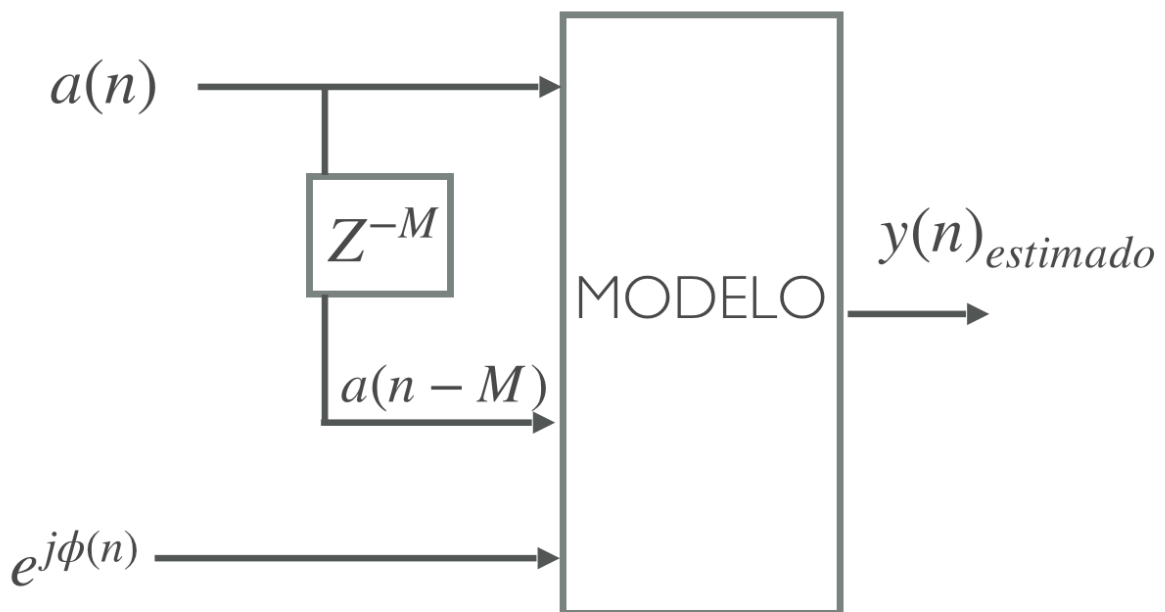 a(n)
Z^{-M}
a(n − M)
e^{jϕ(n)}
MODELO
y(n)_{estimado}